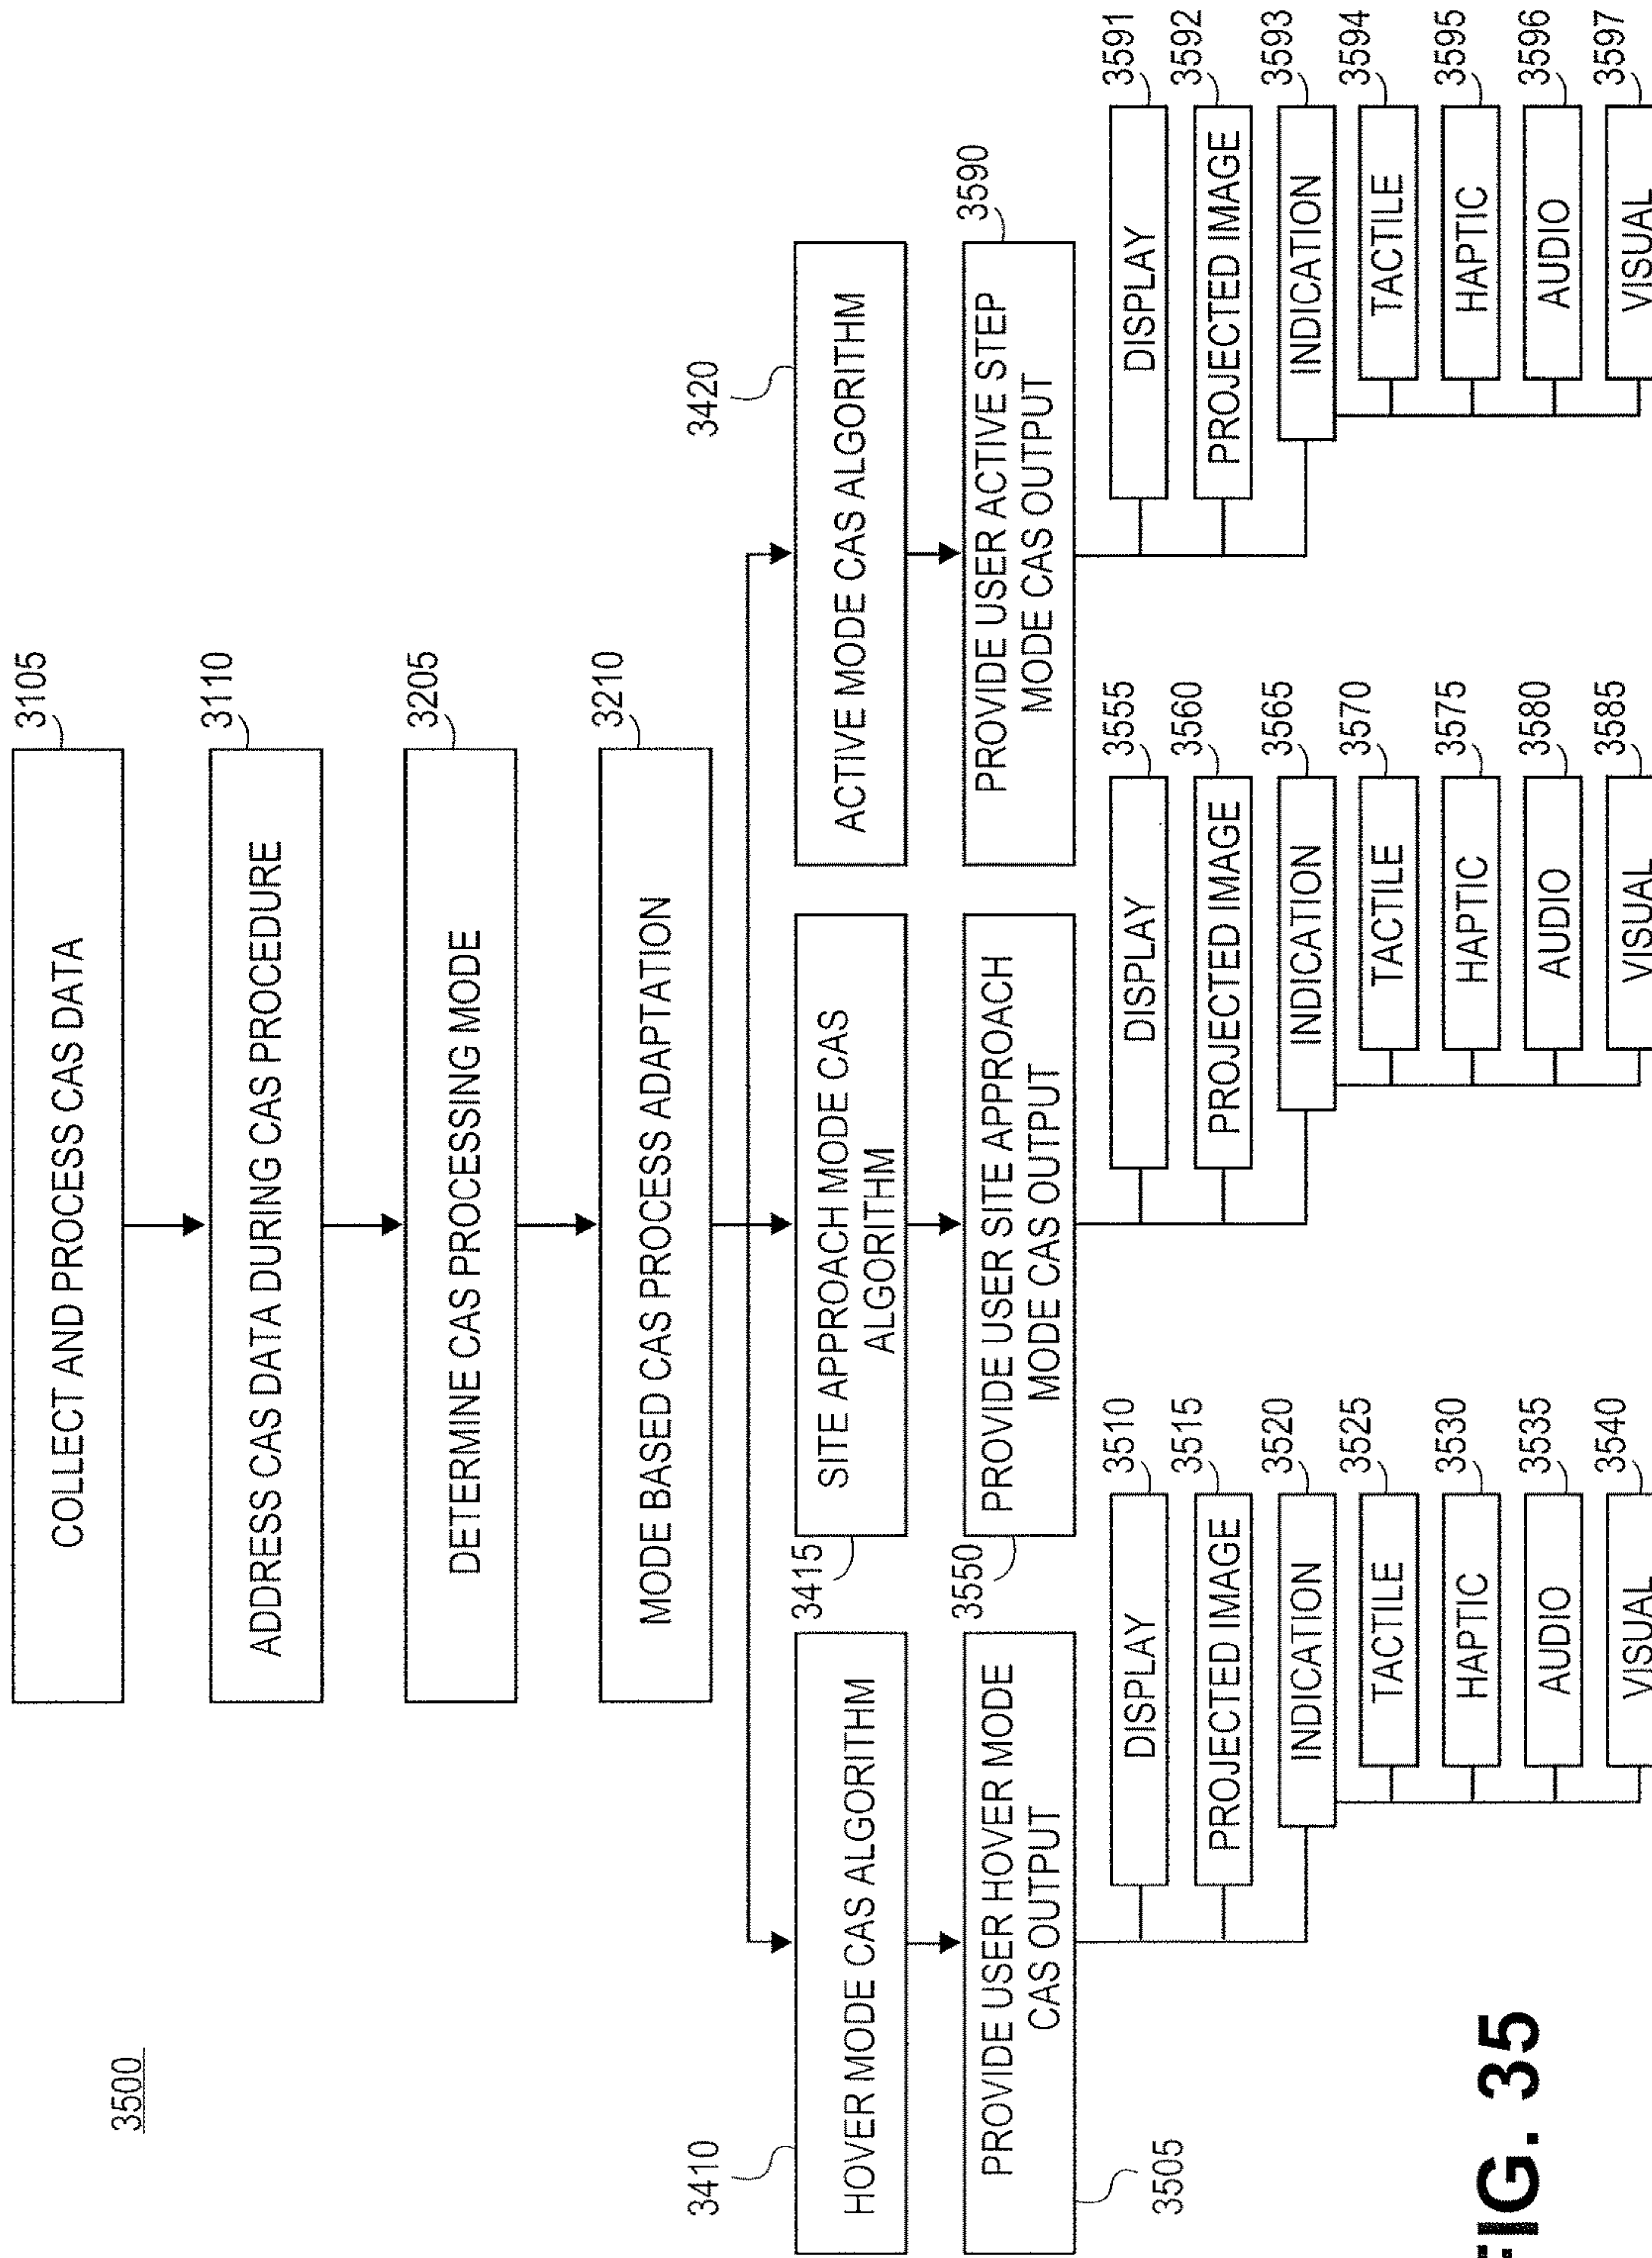 3500
COLLECT AND PROCESS CAS DATA
3105
ADDRESS CAS DATA DURING CAS PROCEDURE
3110
DETERMINE CAS PROCESSING MODE
3205
MODE BASED CAS PROCESS ADAPTATION
3210
3410
HOVER MODE CAS ALGORITHM
3415
SITE APPROACH MODE CAS
ALGORITHM
3420
ACTIVE MODE CAS ALGORITHM
PROVIDE USER HOVER MODE
CAS OUTPUT
3505
3550
PROVIDE USER SITE APPROACH
MODE CAS OUTPUT
PROVIDE USER ACTIVE STEP
MODE CAS OUTPUT
3590
DISPLAY
3510
PROJECTED IMAGE
3515
INDICATION
3520
TACTILE
3525
HAPTIC
3530
AUDIO
3535
VISUAL
3540
DISPLAY
3555
PROJECTED IMAGE
3560
INDICATION
3565
TACTILE
3570
HAPTIC
3575
AUDIO
3580
VISUAL
3585
DISPLAY
3591
PROJECTED IMAGE
3592
INDICATION
3593
TACTILE
3594
HAPTIC
3595
AUDIO
3596
VISUAL
3597
FIG. 35